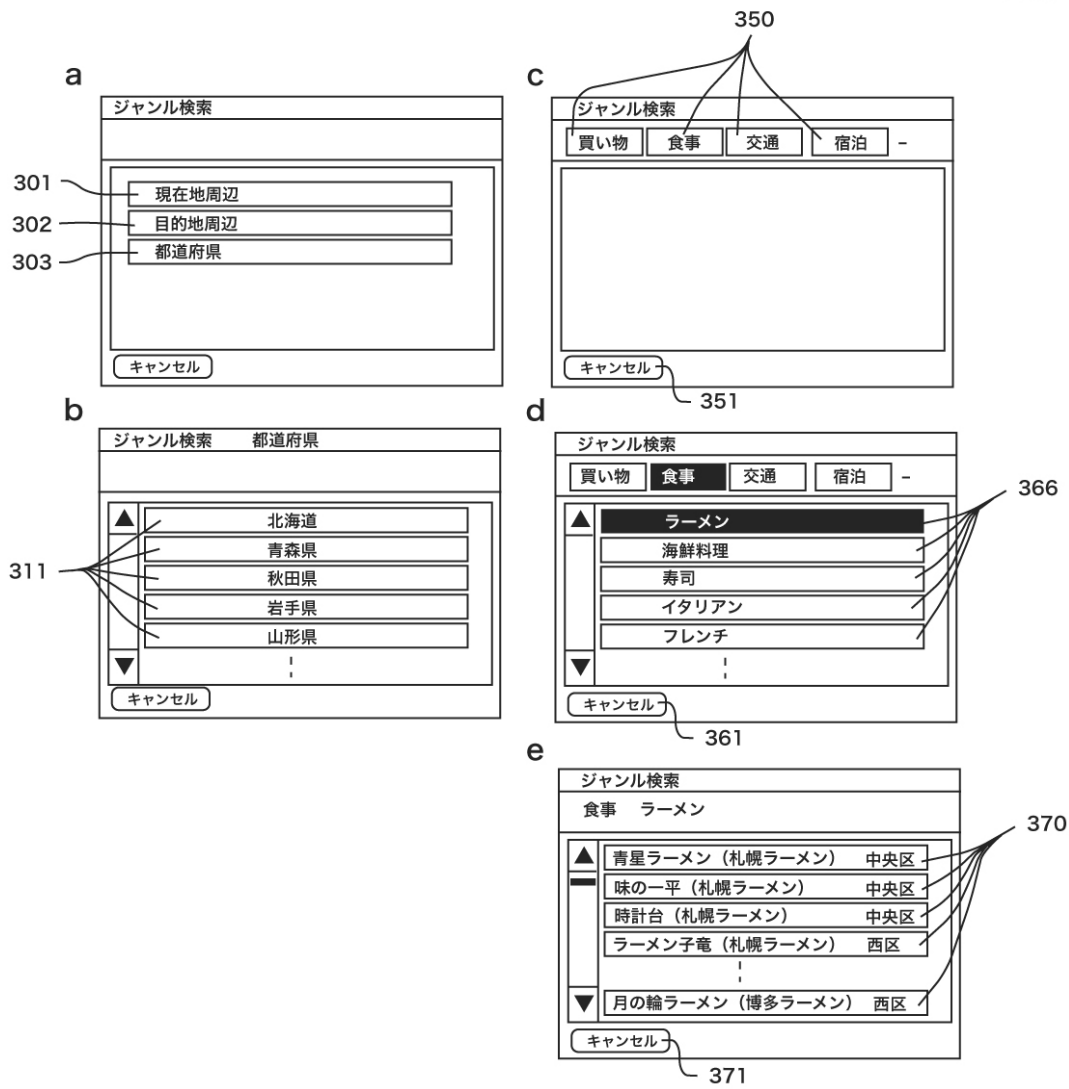 a
ジャンル検索
301
現在地周辺
302
目的地周辺
303
都道府県
キャンセル
b
ジャンル検索 都道府県
311
北海道
青森県
秋田県
岩手県
山形県
キャンセル
350
c
ジャンル検索
買い物 食事 交通 宿泊 –
キャンセル
351
d
ジャンル検索
買い物 食事 交通 宿泊 –
366
ラーメン
海鮮料理
寿司
イタリアン
フレンチ
キャンセル
361
e
ジャンル検索
食事 ラーメン
370
青星ラーメン（札幌ラーメン） 中央区
味の一平（札幌ラーメン） 中央区
時計台（札幌ラーメン） 中央区
ラーメン子竜（札幌ラーメン） 西区
月の輪ラーメン（博多ラーメン） 西区
キャンセル
371